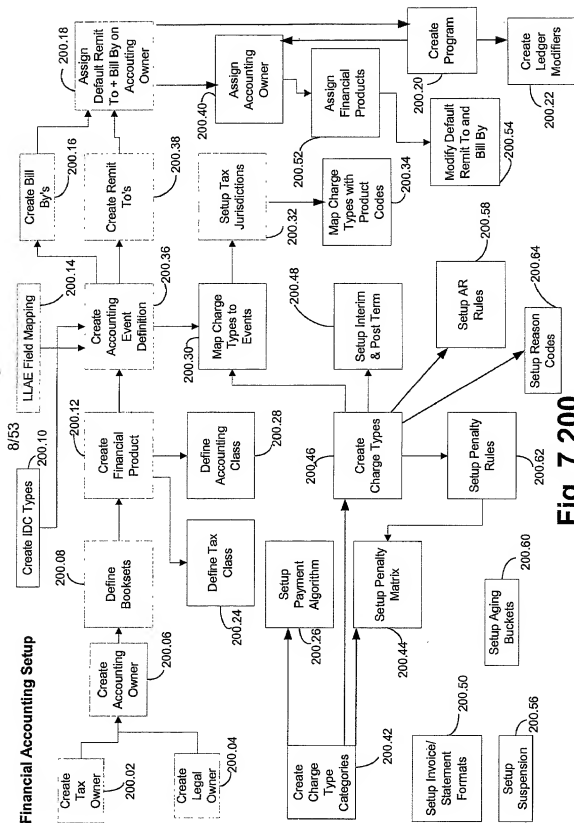 8/53
Financial Accounting Setup
Create
Tax
Owner
200.02
Create
Legal
Owner
200.04
Create
Accounting
Owner
200.06
Define
Booksets
200.08
Create IDC Types
200.10
Create
Financial
Product
200.12
LLAE Field Mapping
200.14
Create
Accounting
Event
Definition
200.36
Create Bill
By's
200.16
Create Remit
To's
200.38
Assign
Default Remit
To + Bill By on
Accouting
Owner
200.18
Define Tax
Class
200.24
Define
Accounting
Class
200.28
Map Charge
Types to
Events
200.30
Setup Tax
Jurisdictions
200.32
Map Charge
Types with
Product
Codes
200.34
Assign
Accounting
Owner
200.40
Assign
Financial
Products
200.52
Modify Default
Remit To and
Bill By
200.54
Create
Program
200.20
Create
Ledger
Modifiers
200.22
Create
Charge
Type
Categories
200.42
Setup
Payment
Algorithm
200.26
Setup Penalty
Matrix
200.44
Create
Charge Types
200.46
Setup Interim
& Post Term
200.48
Setup AR
Rules
200.58
Setup Reason
Codes
200.64
Setup Penalty
Rules
200.62
Setup Aging
Buckets
200.60
Setup Invoice/
Statement
Formats
200.50
Setup
Suspension
200.56
Fig. 7.200